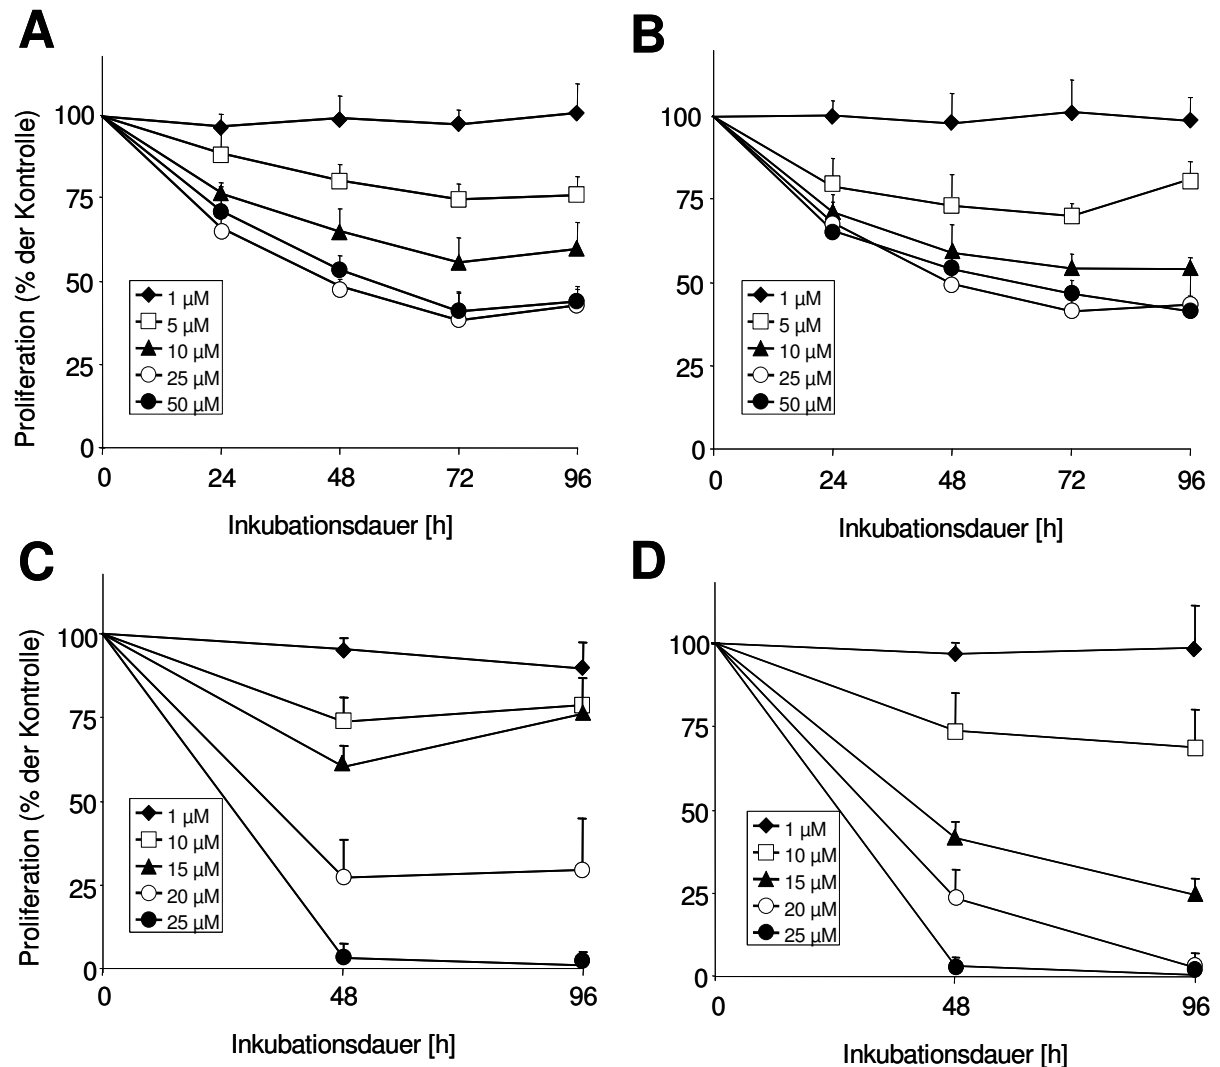 A
Proliferation (% der Kontrolle)
100
75
50
25
0
1 µM
5 µM
10 µM
25 µM
50 µM
0 24 48 72 96
Inkubationsdauer [h]
B
100
75
50
25
0
1 µM
5 µM
10 µM
25 µM
50 µM
0 24 48 72 96
Inkubationsdauer [h]
C
Proliferation (% der Kontrolle)
100
75
50
25
0
1 µM
10 µM
15 µM
20 µM
25 µM
0 48 96
Inkubationsdauer [h]
D
100
75
50
25
0
1 µM
10 µM
15 µM
20 µM
25 µM
0 48 96
Inkubationsdauer [h]